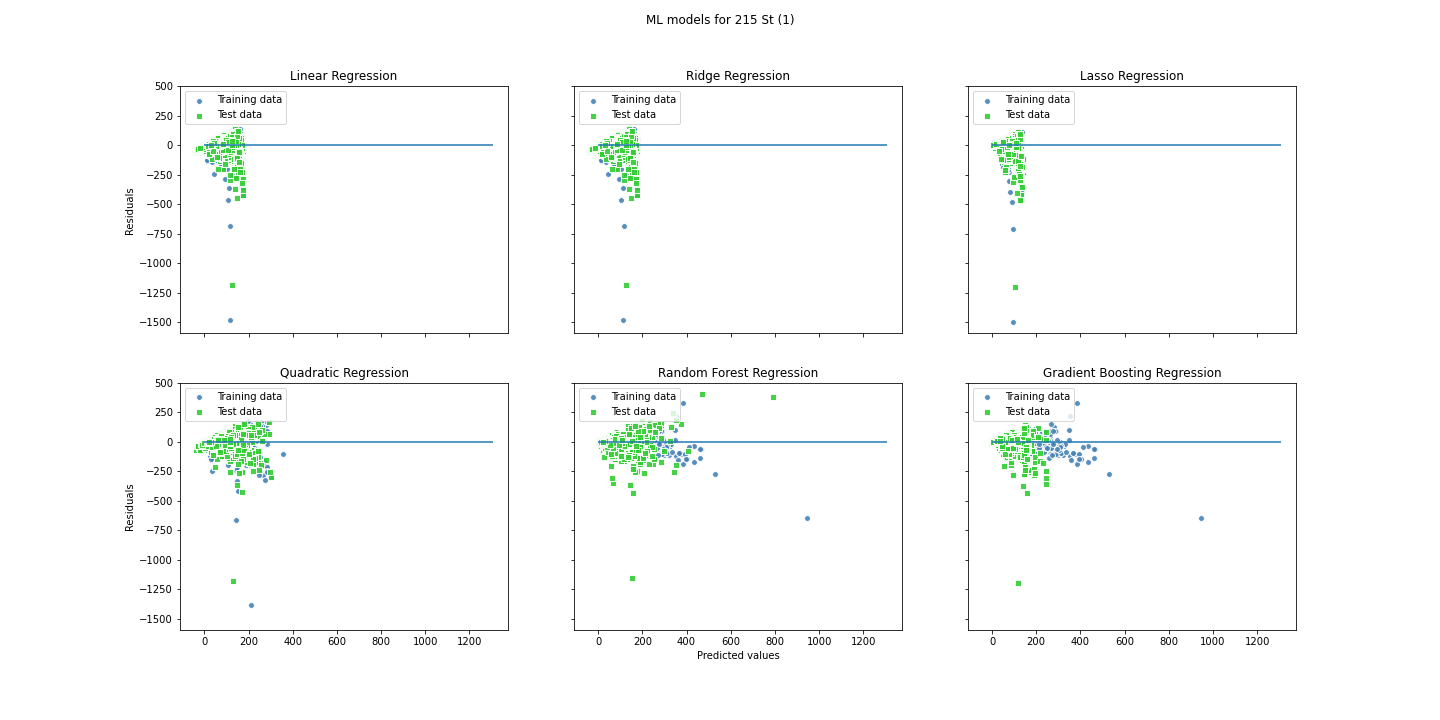 ML models for 215 St (1)
Linear Regression
Ridge Regression
Lasso Regression
500
250
0
−250
−500
−750
−1000
−1250
−1500
Residuals
Training data
Test data
Training data
Test data
Training data
Test data
Quadratic Regression
Random Forest Regression
Gradient Boosting Regression
500
250
0
−250
−500
−750
−1000
−1250
−1500
Residuals
Training data
Test data
Training data
Test data
Training data
Test data
0 200 400 600 800 1000 1200
0 200 400 600 800 1000 1200
0 200 400 600 800 1000 1200
Predicted values